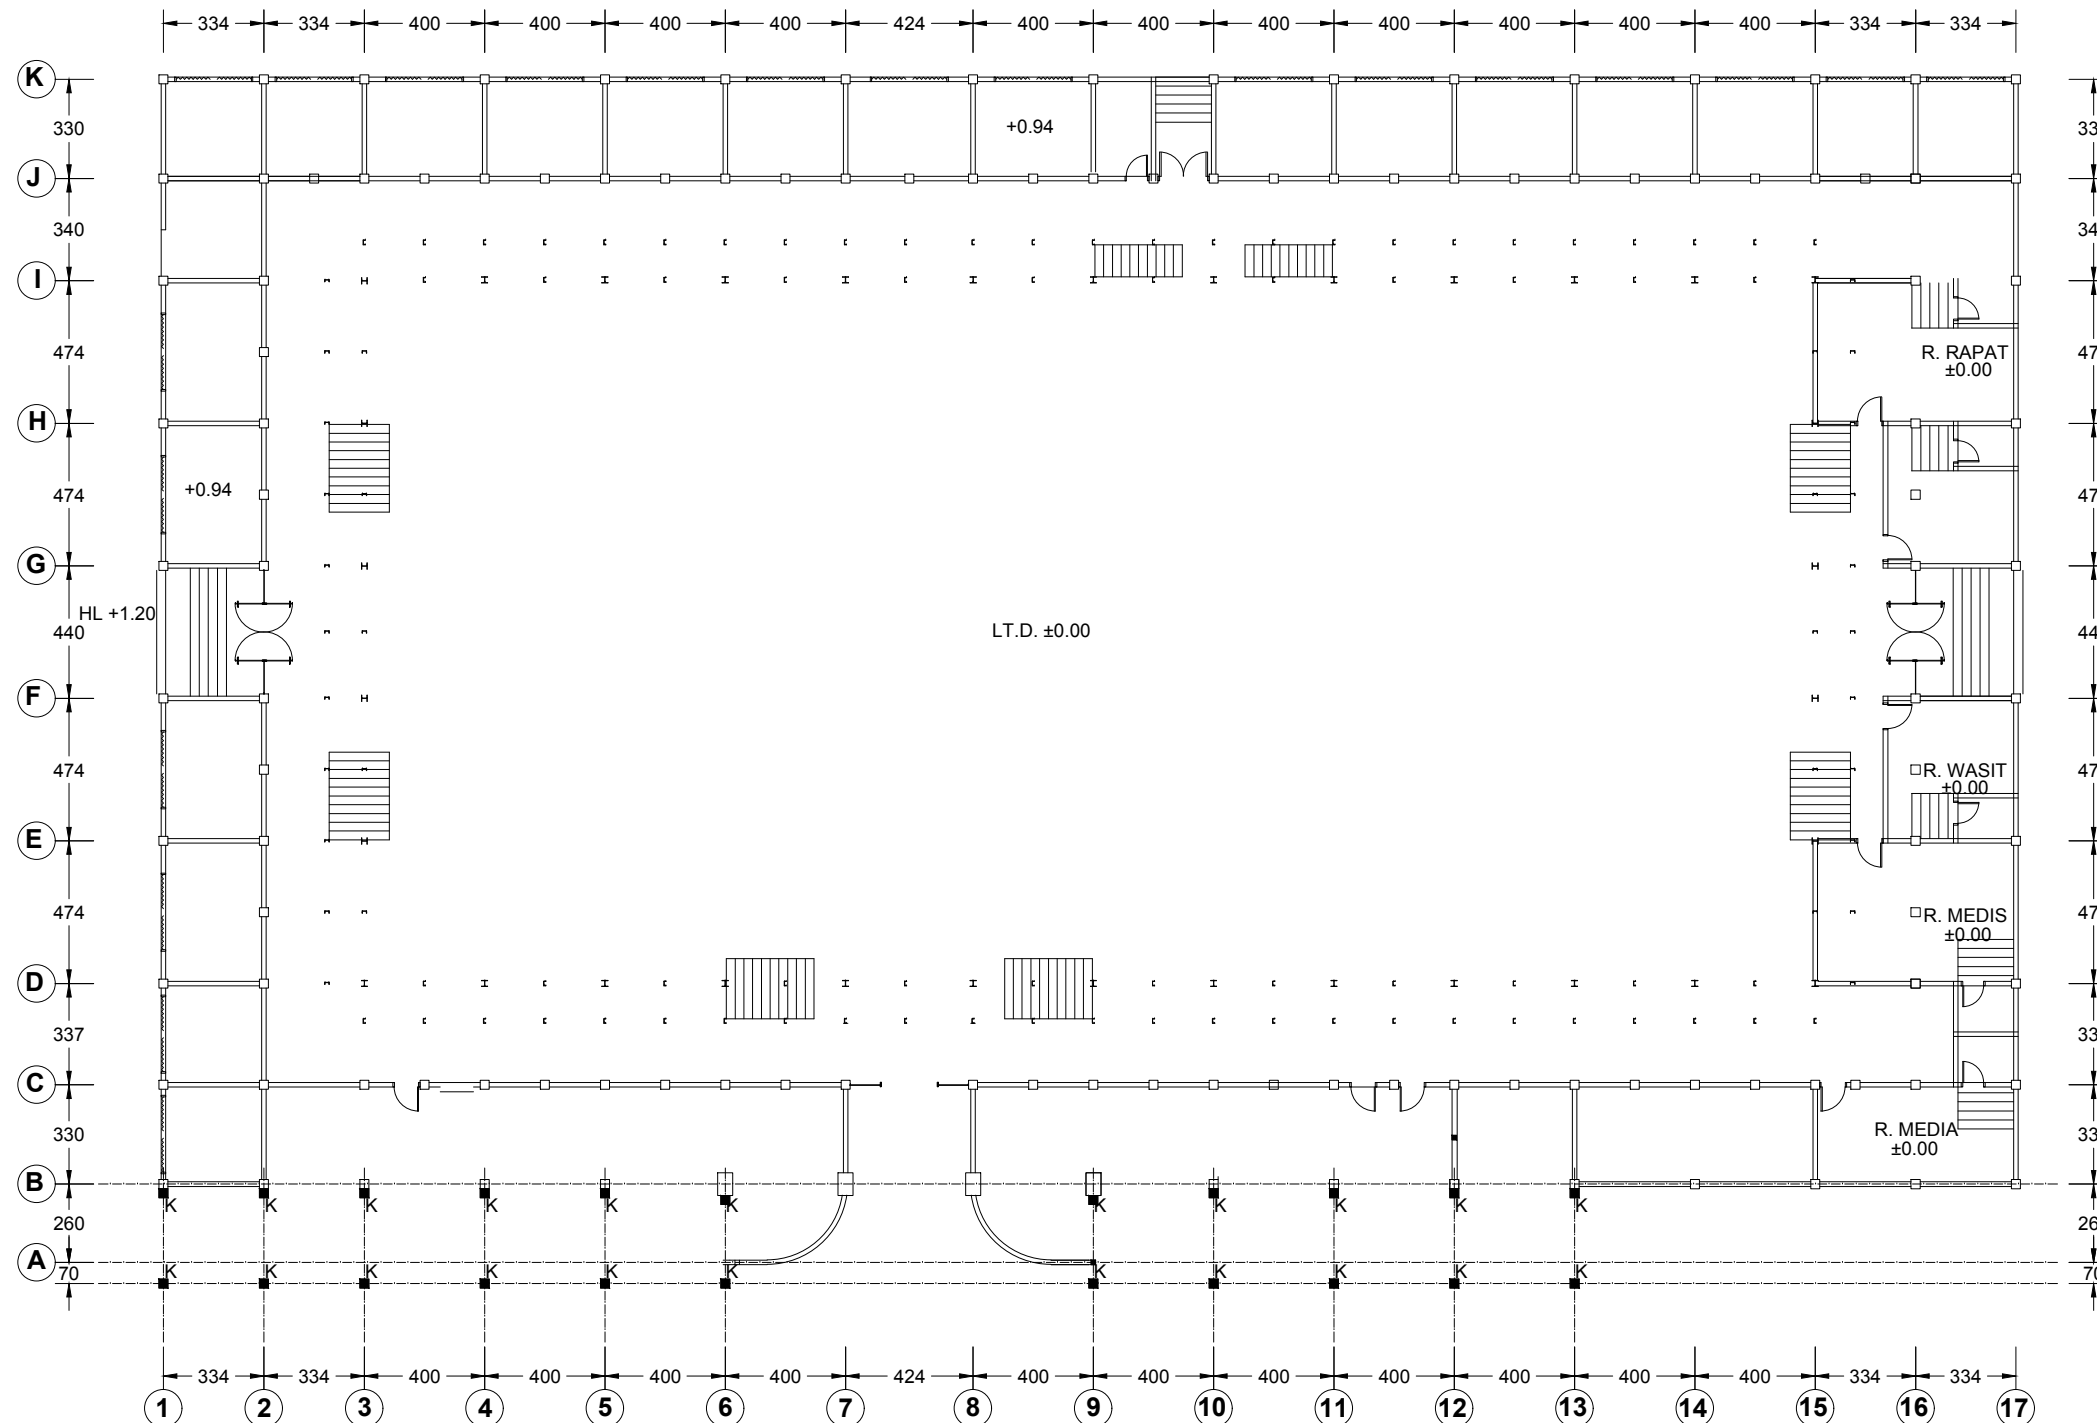 334 334 400 400 400 400 424 400 400 400 400 400 400 400 334 334
K
330
+0.94
J
340
I
474
R. RAPAT
±0.00
H
474
+0.94
G
HL +1.20
440
LT.D. ±0.00
F
474
R. WASIT
±0.00
E
474
R. MEDIS
±0.00
D
337
C
330
R. MEDIA
±0.00
B
K K K K K K K K K K K
260
A
70
K K K K K K K K K K K
334 334 400 400 400 400 424 400 400 400 400 400 400 400 334 334
1 2 3 4 5 6 7 8 9 10 11 12 13 14 15 16 17